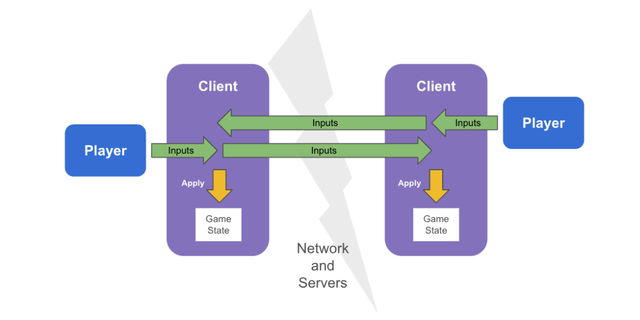 Client
Client
Inputs
Inputs
Player
Player
Inputs
Inputs
Apply
Apply
Game
State
Game
State
Network
and
Servers